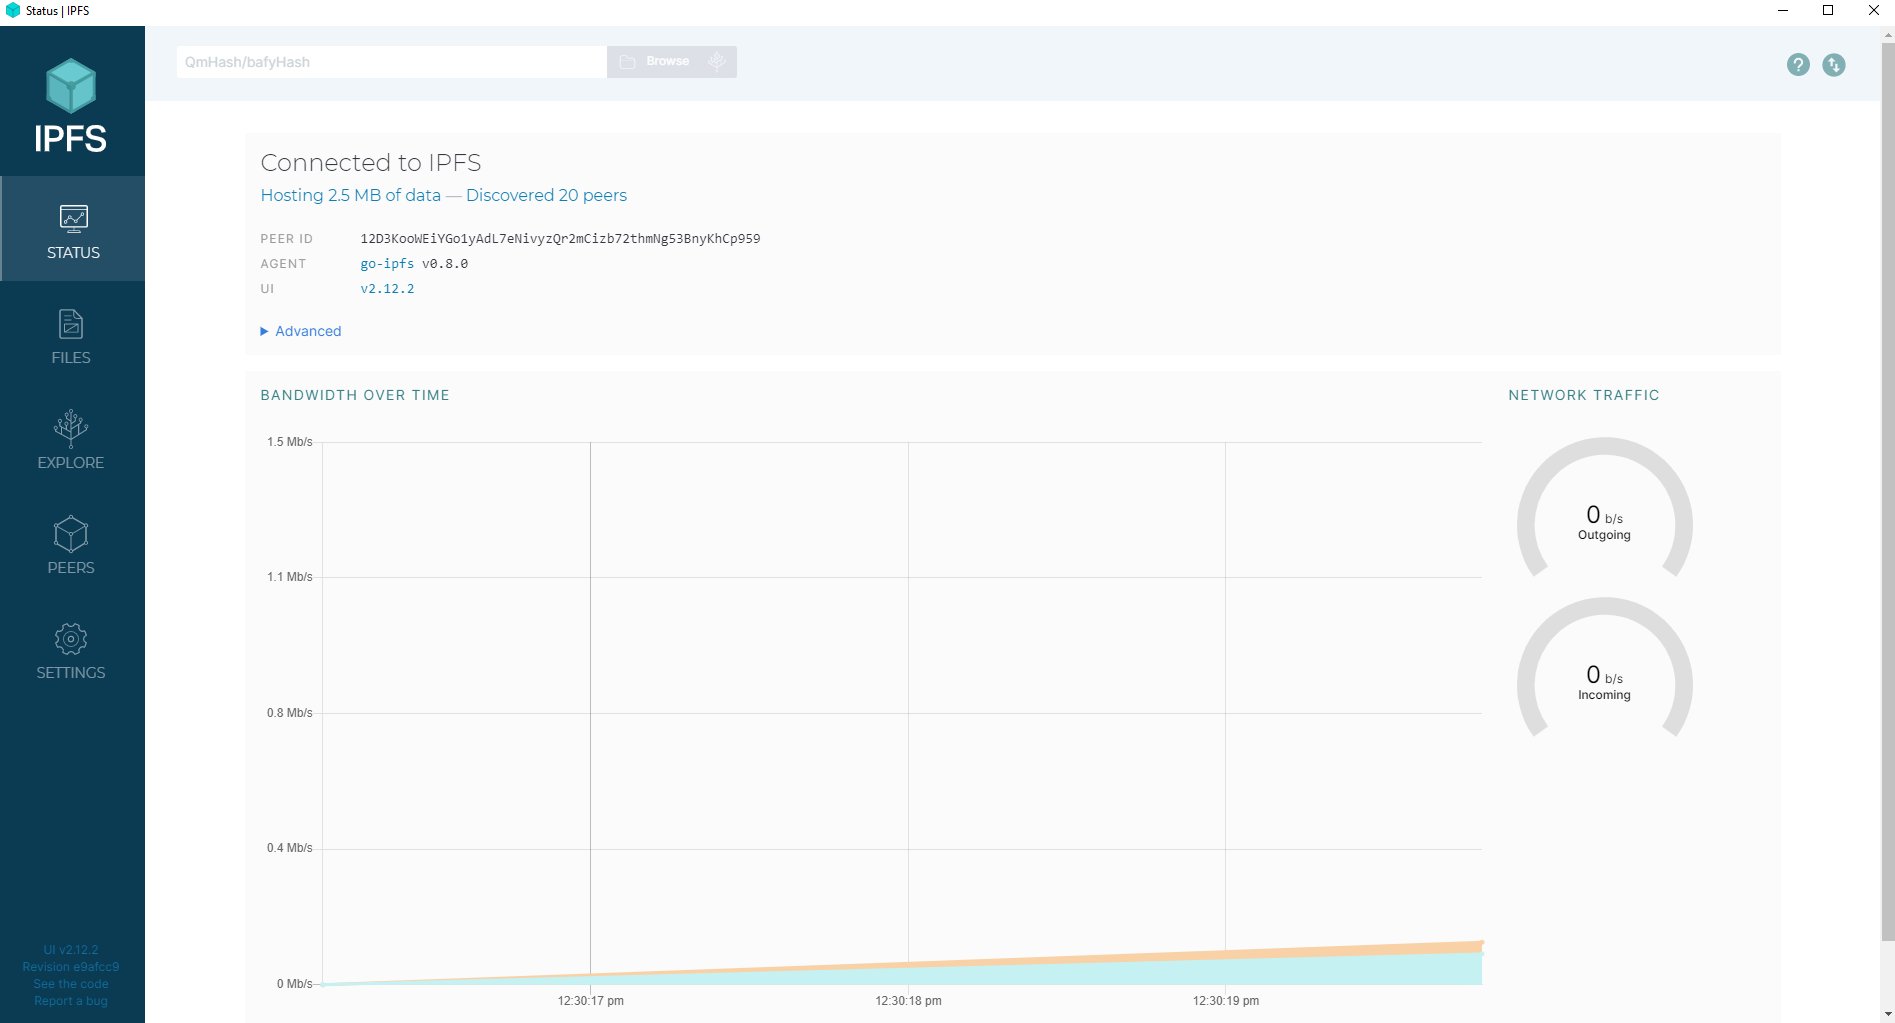 Status | IPFS
QmHash/bafyHash
Browse
IPFS
STATUS
FILES
EXPLORE
PEERS
SETTINGS
UI v2.12.2
Revision e9afcc9
See the code
Report a bug
Connected to IPFS
Hosting 2.5 MB of data — Discovered 20 peers
PEER ID 12D3KooWEiYGo1yAdL7eNivyzQr2mCizb72thmNg53BnyKhCp959
AGENT go-ipfs v0.8.0
UI v2.12.2
Advanced
BANDWIDTH OVER TIME
1.5 Mb/s
1.1 Mb/s
0.8 Mb/s
0.4 Mb/s
0 Mb/s
12:30:17 pm 12:30:18 pm 12:30:19 pm
NETWORK TRAFFIC
0 b/s
Outgoing
0 b/s
Incoming